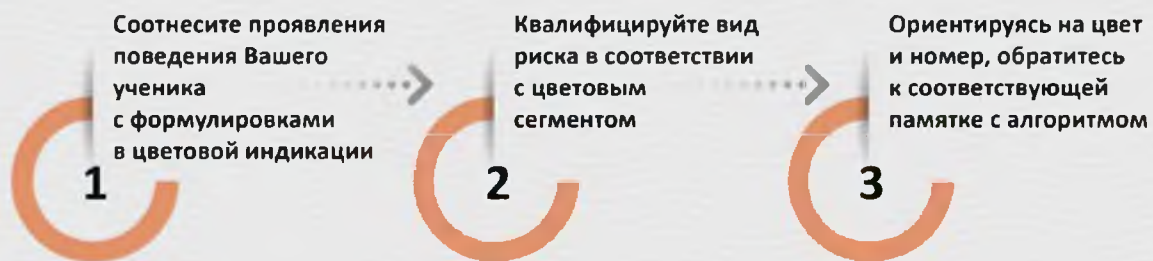 Соотнесите проявления
поведения Вашего
ученика
с формулировками
в цветовой индикации
1
Квалифицируйте вид
риска в соответствии
с цветовым
сегментом
2
Ориентируясь на цвет
и номер, обратитесь
к соответствующей
памятке с алгоритмом
3